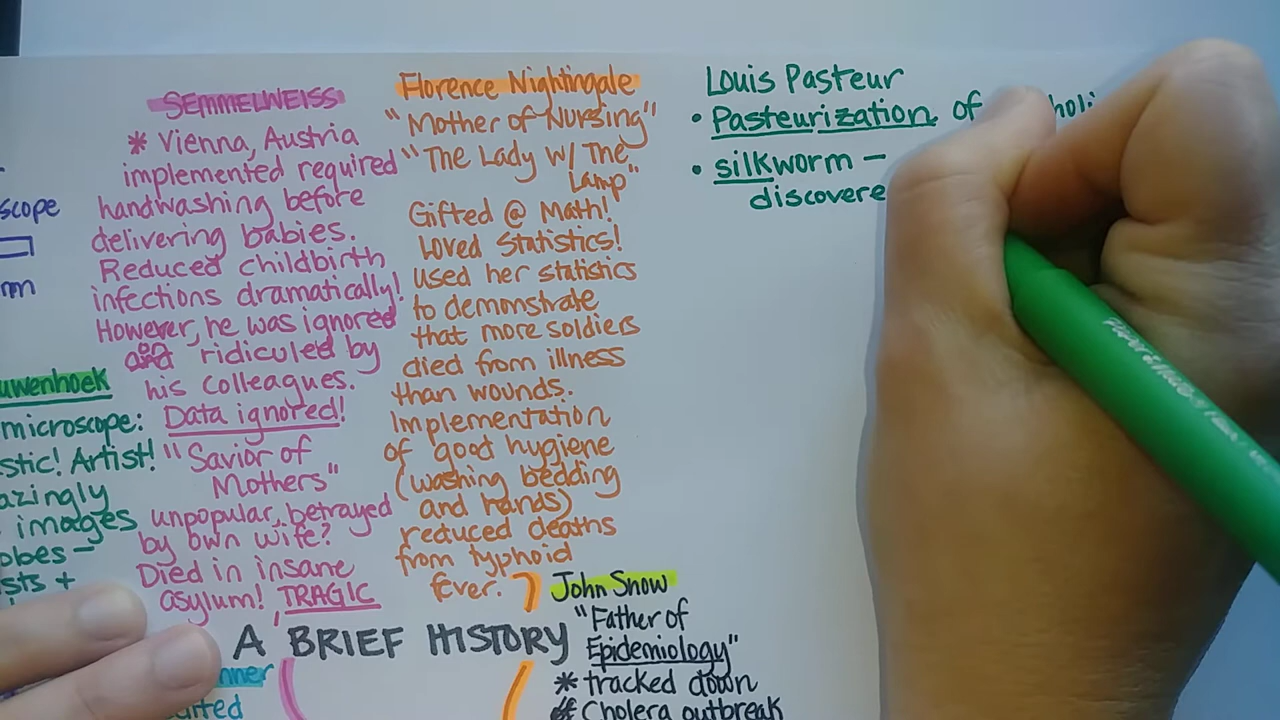 SEMMELWEISS
* Vienna, Austria
implemented required
handwashing before
delivering babies.
Reduced childbirth
infections dramatically!
However, he was ignored
and ridiculed by
his colleagues.
Data ignored!
"Savior of
Mothers"
unpopular, betrayed
by own wife?
Died in insane
asylum! TRAGIC
Florence Nightingale
"Mother of Nursing"
"The Lady w/ The
Lamp"
Gifted @ Math!
Loved Statistics!
used her statistics
to demonstrate
that more soldiers
died from illness
than wounds.
Implementation
of good hygiene
(washing bedding
and hands)
reduced deaths
from typhoid
fever.
Louis Pasteur
• Pasteurization of
• silkworm –
discovere
scope
rm
uwenhoek
microscope:
stic! Artist!
azingly
images
obes –
sts +
A BRIEF HISTORY
nner
John Snow
"Father of
Epidemiology"
* tracked down
Cholera outbreak